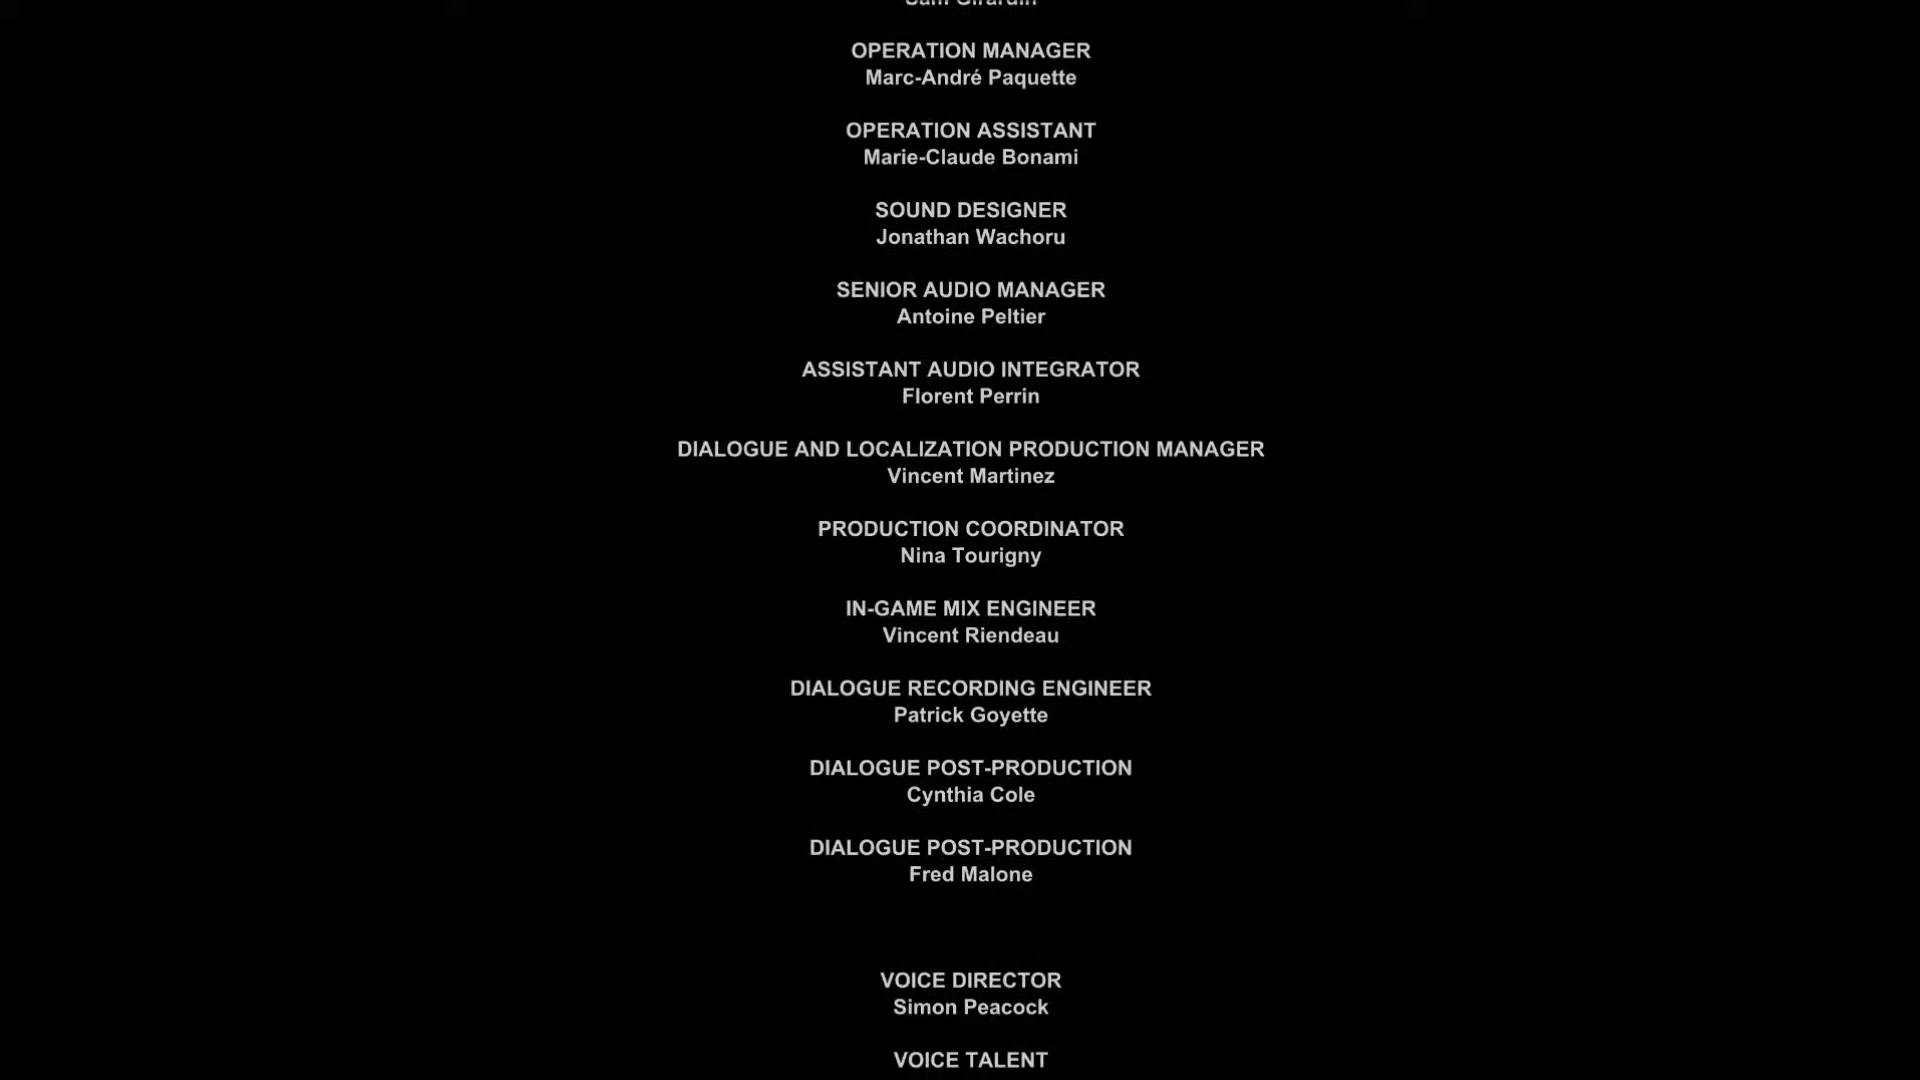 Sam Girardin
OPERATION MANAGER
Marc-André Paquette
OPERATION ASSISTANT
Marie-Claude Bonami
SOUND DESIGNER
Jonathan Wachoru
SENIOR AUDIO MANAGER
Antoine Peltier
ASSISTANT AUDIO INTEGRATOR
Florent Perrin
DIALOGUE AND LOCALIZATION PRODUCTION MANAGER
Vincent Martinez
PRODUCTION COORDINATOR
Nina Tourigny
IN-GAME MIX ENGINEER
Vincent Riendeau
DIALOGUE RECORDING ENGINEER
Patrick Goyette
DIALOGUE POST-PRODUCTION
Cynthia Cole
DIALOGUE POST-PRODUCTION
Fred Malone
VOICE DIRECTOR
Simon Peacock
VOICE TALENT